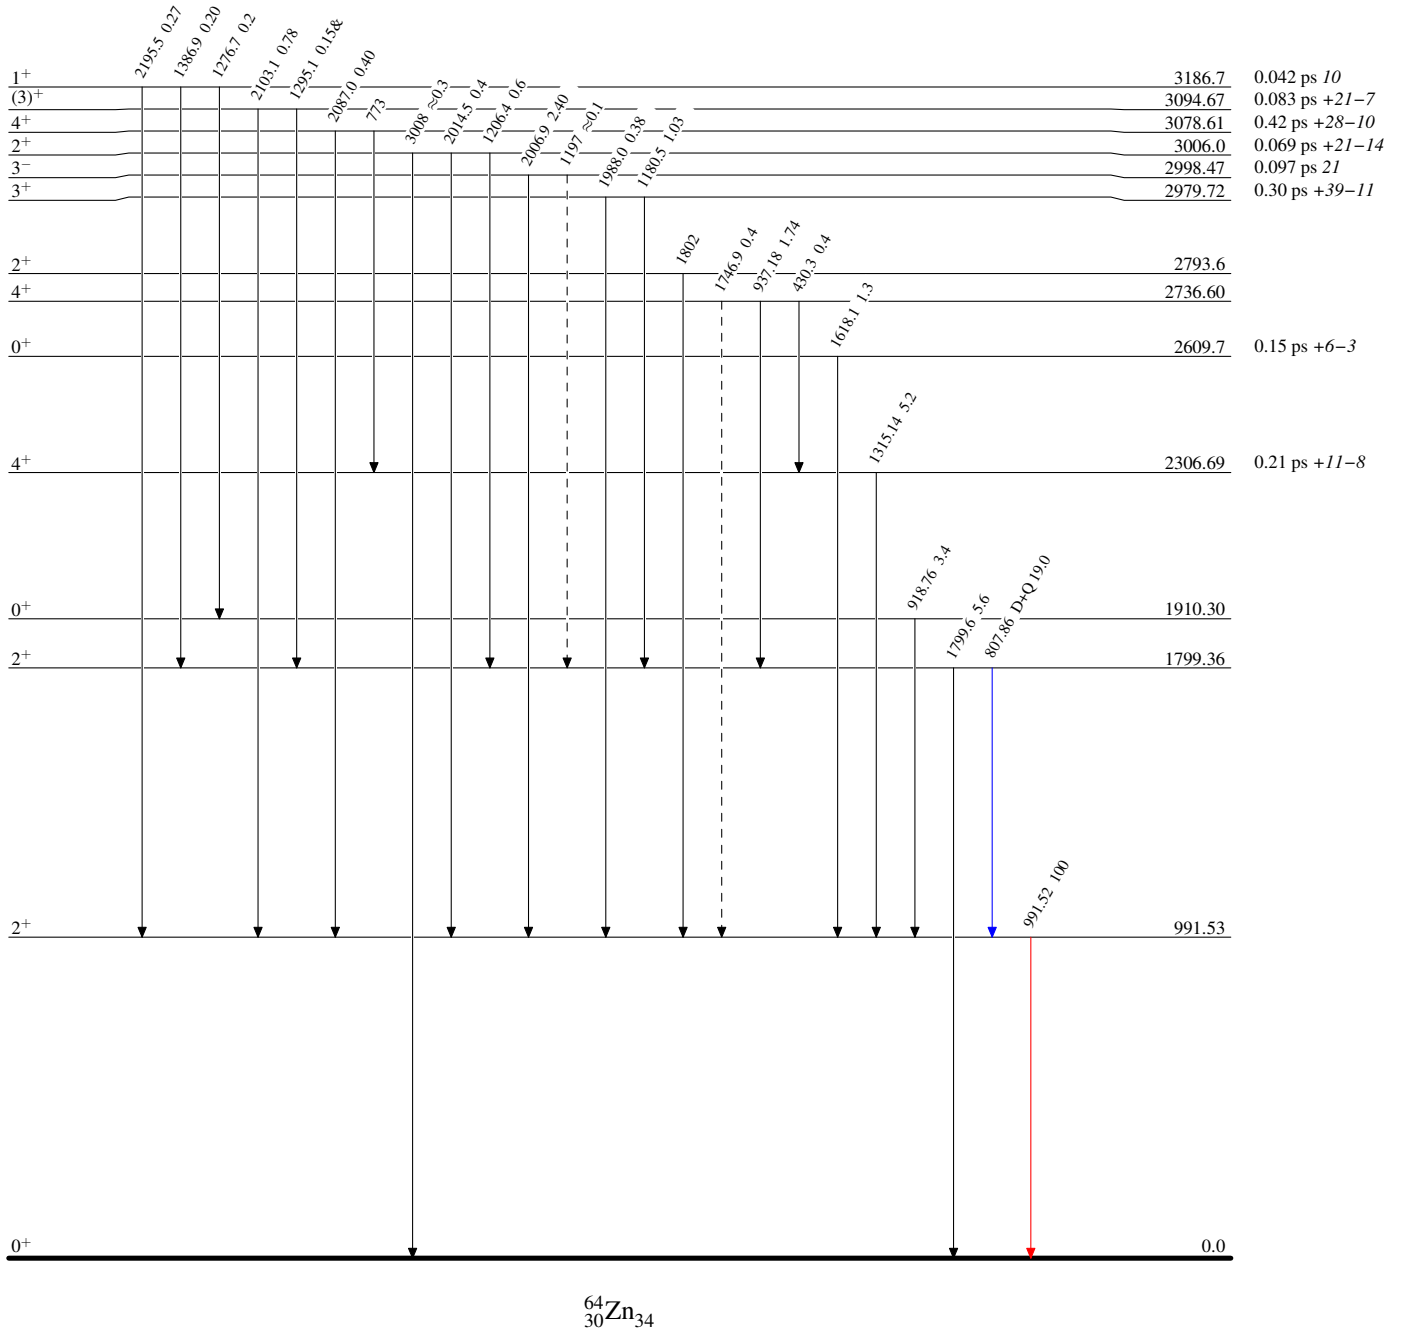 2195.5 0.27
1386.9 0.20
1276.7 0.2
2103.1 0.78
1295.1 0.15&
2087.0 0.40
773
3008 ≈0.3
2014.5 0.4
1206.4 0.6
2006.9 2.40
1197 ≈0.1
1988.0 0.38
1180.5 1.03
1802
1746.9 0.4
937.18 1.74
430.3 0.4
1618.1 1.3
1315.14 5.2
918.76 3.4
1799.6 5.6
807.86 D+Q 19.0
991.52 100
1⁺ 3186.7 0.042 ps 10
(3)⁺ 3094.67 0.083 ps +21−7
4⁺ 3078.61 0.42 ps +28−10
2⁺ 3006.0 0.069 ps +21−14
3⁻ 2998.47 0.097 ps 21
3⁺ 2979.72 0.30 ps +39−11
2⁺ 2793.6
4⁺ 2736.60
0⁺ 2609.7 0.15 ps +6−3
4⁺ 2306.69 0.21 ps +11−8
0⁺ 1910.30
2⁺ 1799.36
2⁺ 991.53
0⁺ 0.0
⁶⁴₃₀Zn₃₄